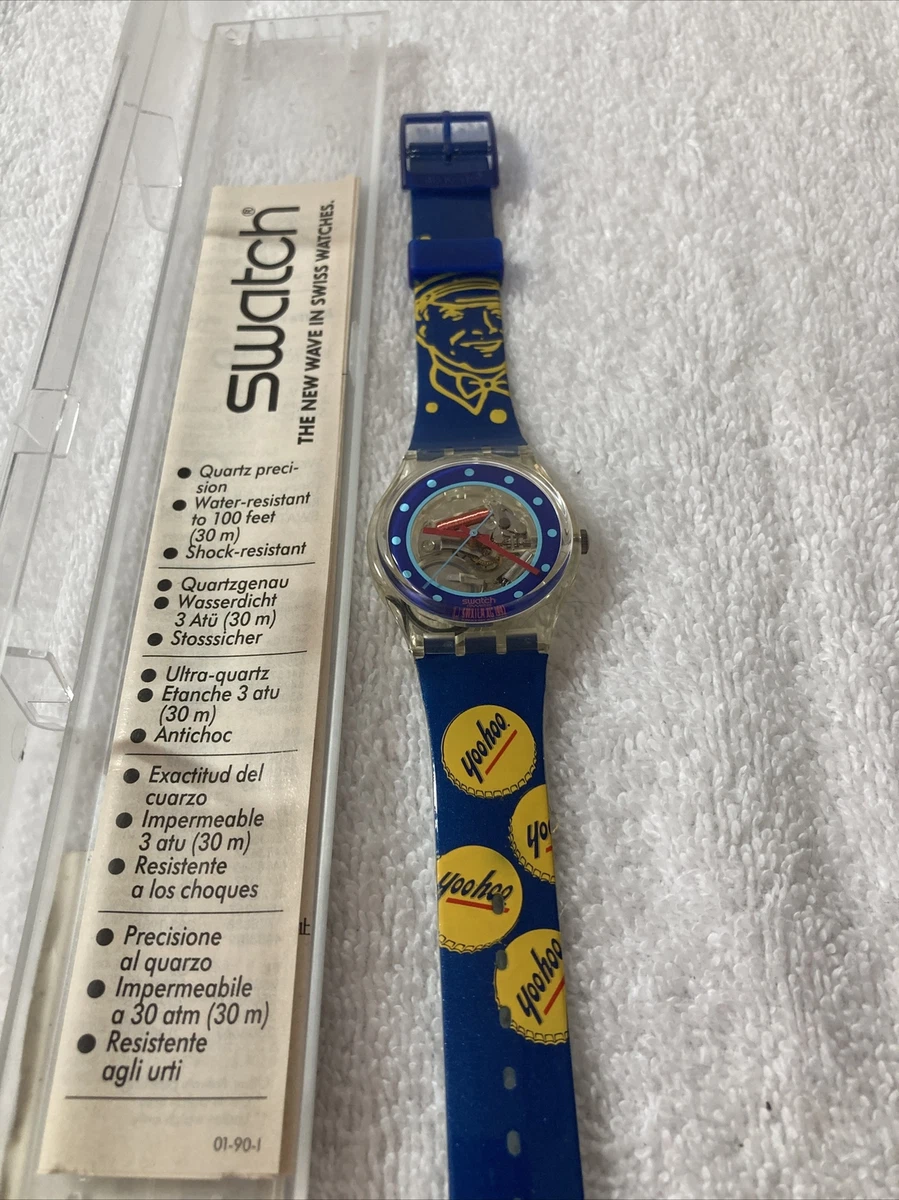 swatch®
THE NEW WAVE IN SWISS WATCHES.
● Quartz preci-
sion
● Water-resistant
to 100 feet
(30 m)
● Shock-resistant
● Quartzgenau
● Wasserdicht
3 Atü (30 m)
● Stosssicher
● Ultra-quartz
● Etanche 3 atu
(30 m)
● Antichoc
● Exactitud del
cuarzo
● Impermeable
3 atu (30 m)
● Resistente
a los choques
● Precisione
al quarzo
● Impermeabile
a 30 atm (30 m)
● Resistente
agli urti
01-90-I
swatch
yoohoo
yo
yoohoo
yoohoo